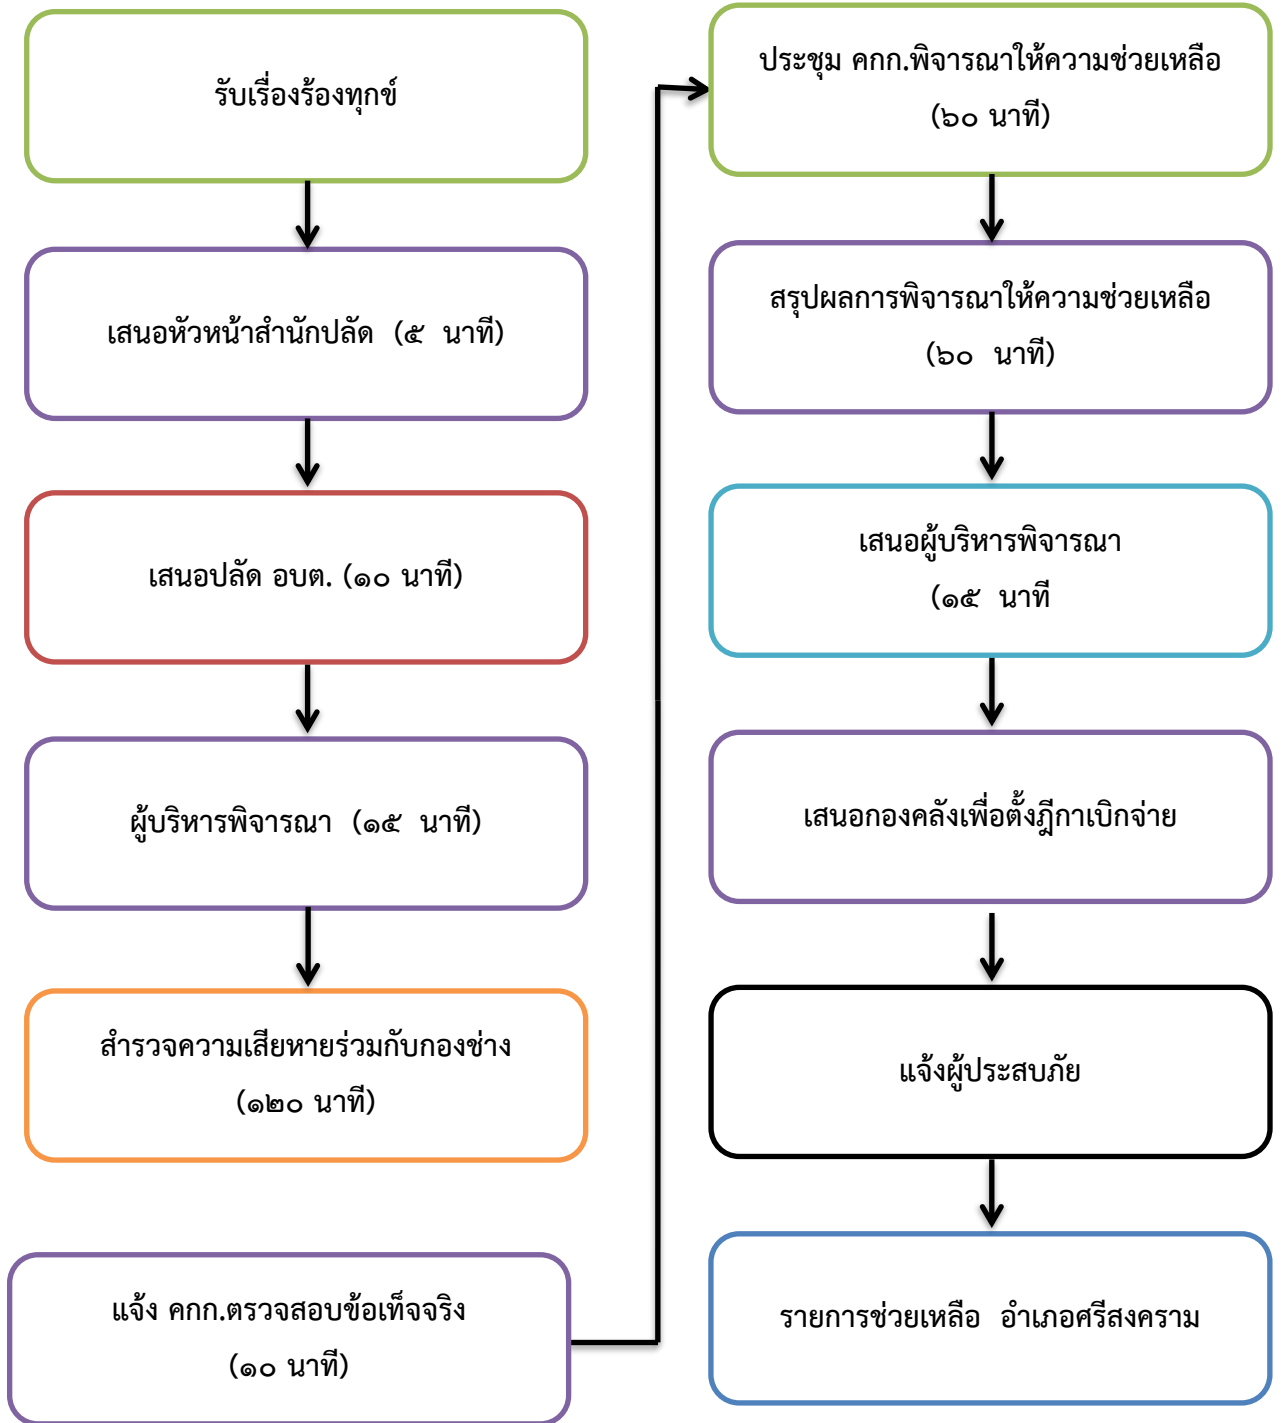 รับเรื่องร้องทุกข์
เสนอหัวหน้าสำนักปลัด (๕ นาที)
เสนอปลัด อบต. (๑๐ นาที)
ผู้บริหารพิจารณา (๑๕ นาที)
สำรวจความเสียหายร่วมกับกองช่าง
(๑๒๐ นาที)
แจ้ง คกก.ตรวจสอบข้อเท็จจริง
(๑๐ นาที)
ประชุม คกก.พิจารณาให้ความช่วยเหลือ
(๖๐ นาที)
สรุปผลการพิจารณาให้ความช่วยเหลือ
(๖๐ นาที)
เสนอผู้บริหารพิจารณา
(๑๕ นาที
เสนอกองคลังเพื่อตั้งฎีกาเบิกจ่าย
แจ้งผู้ประสบภัย
รายการช่วยเหลือ อำเภอศรีสงคราม